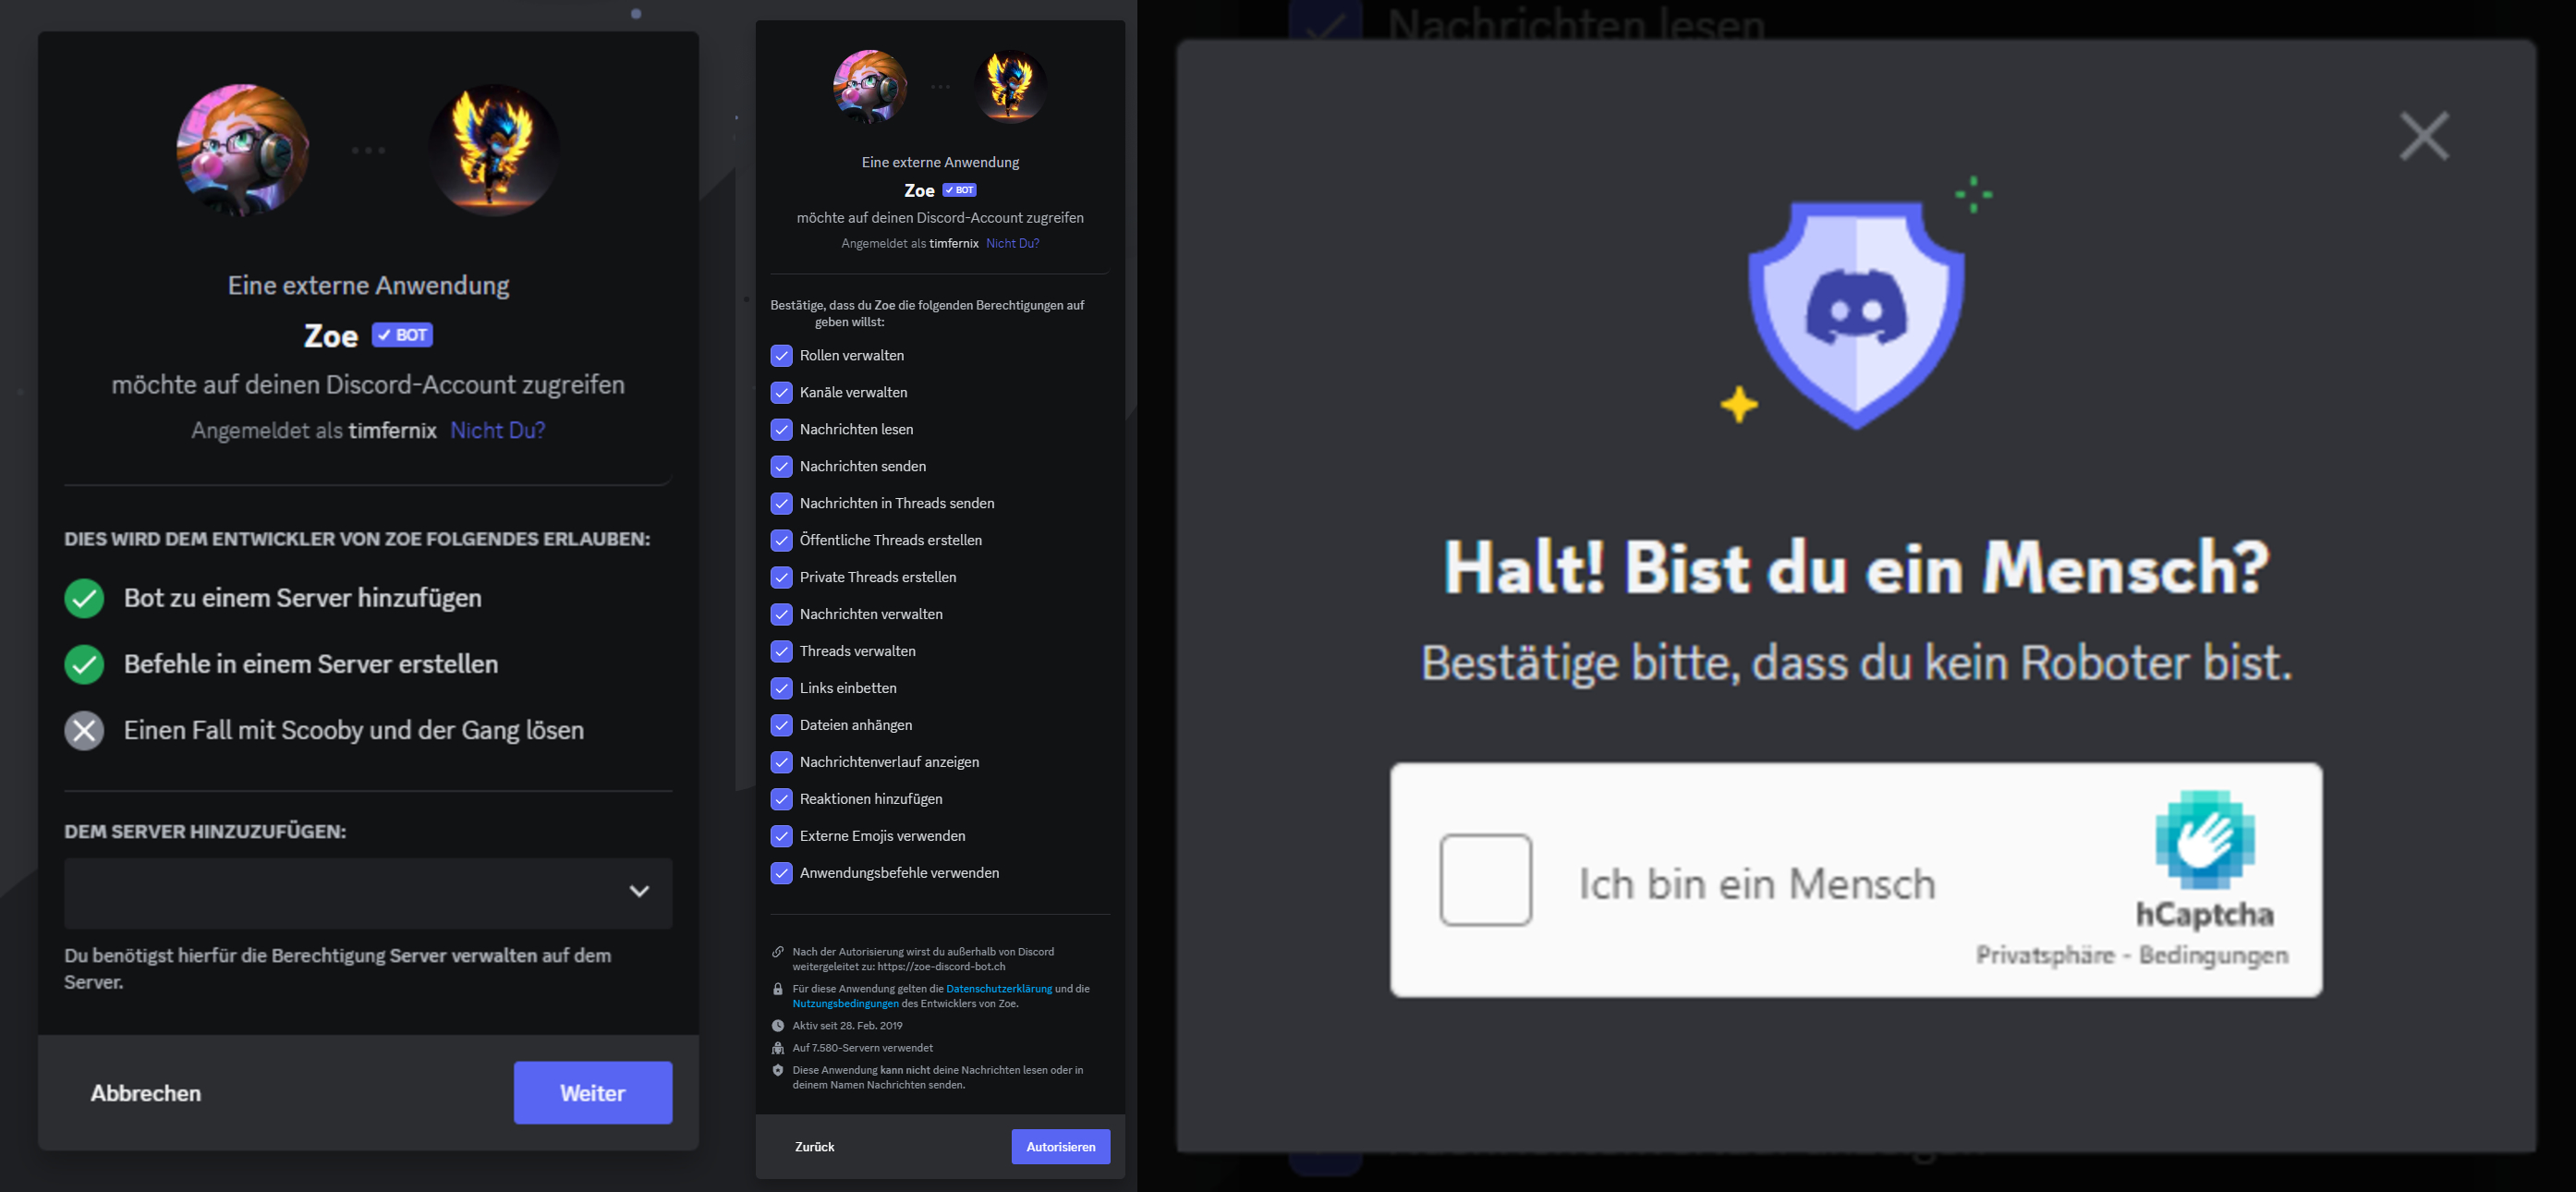 Eine externe Anwendung
Zoe ✓ BOT
möchte auf deinen Discord-Account zugreifen
Angemeldet als timfernix Nicht Du?
DIES WIRD DEM ENTWICKLER VON ZOE FOLGENDES ERLAUBEN:
Bot zu einem Server hinzufügen
Befehle in einem Server erstellen
Einen Fall mit Scooby und der Gang lösen
DEM SERVER HINZUZUFÜGEN:
Du benötigst hierfür die Berechtigung Server verwalten auf dem
Server.
Abbrechen
Weiter
Eine externe Anwendung
Zoe ✓ BOT
möchte auf deinen Discord-Account zugreifen
Angemeldet als timfernix Nicht Du?
Bestätige, dass du Zoe die folgenden Berechtigungen auf
geben willst:
Rollen verwalten
Kanäle verwalten
Nachrichten lesen
Nachrichten senden
Nachrichten in Threads senden
Öffentliche Threads erstellen
Private Threads erstellen
Nachrichten verwalten
Threads verwalten
Links einbetten
Dateien anhängen
Nachrichtenverlauf anzeigen
Reaktionen hinzufügen
Externe Emojis verwenden
Anwendungsbefehle verwenden
Nach der Autorisierung wirst du außerhalb von Discord
weitergeleitet zu: https://zoe-discord-bot.ch
Für diese Anwendung gelten die Datenschutzerklärung und die
Nutzungsbedingungen des Entwicklers von Zoe.
Aktiv seit 28. Feb. 2019
Auf 7.580-Servern verwendet
Diese Anwendung kann nicht deine Nachrichten lesen oder in
deinem Namen Nachrichten senden.
Zurück
Autorisieren
Nachrichten lesen
Halt! Bist du ein Mensch?
Bestätige bitte, dass du kein Roboter bist.
Ich bin ein Mensch
hCaptcha
Privatsphäre - Bedingungen